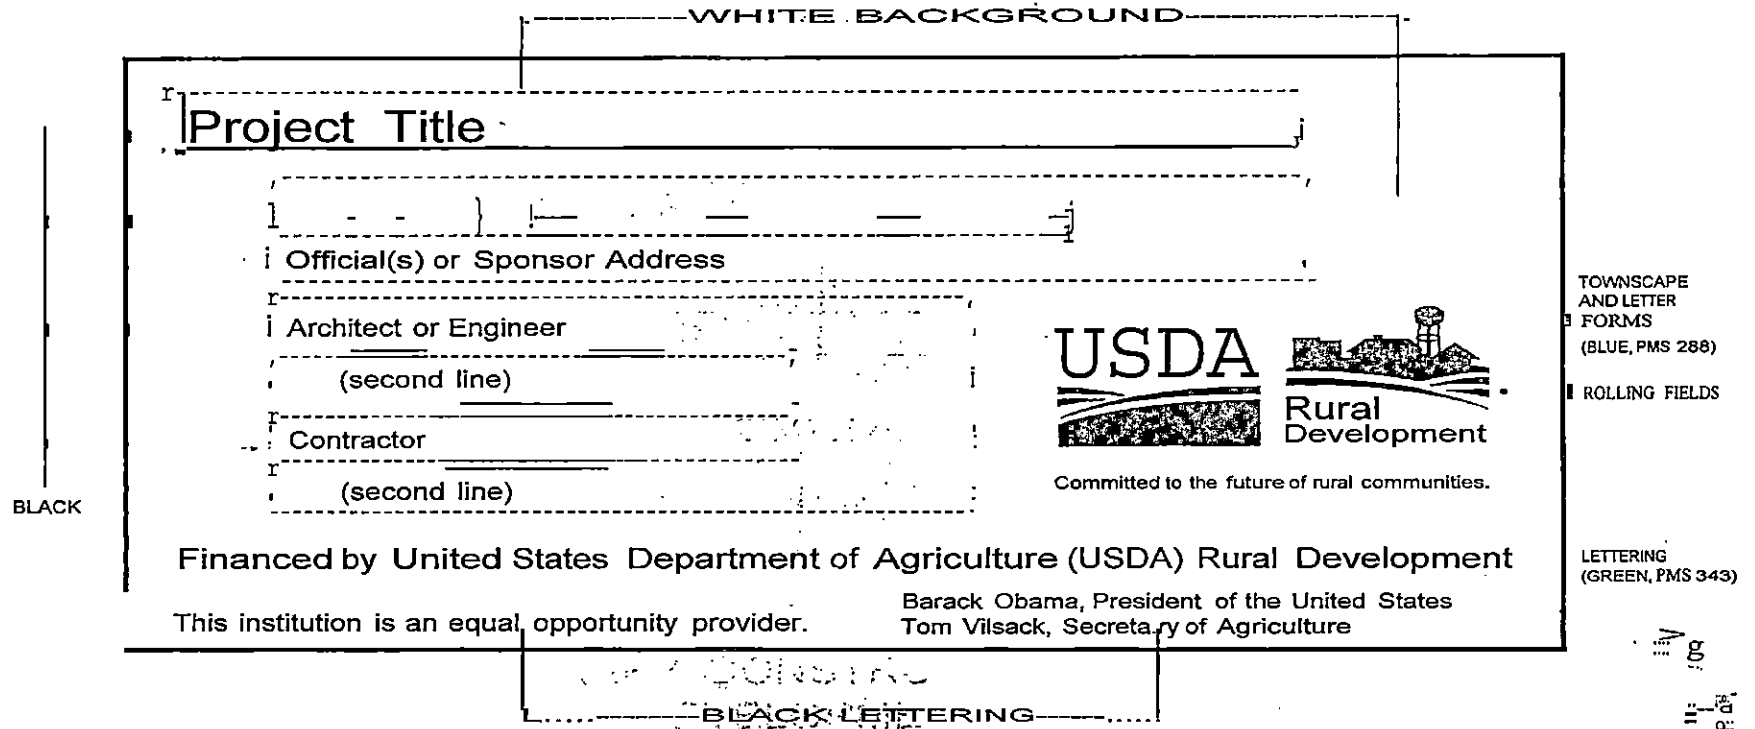 WHITE BACKGROUND
Project Title
Official(s) or Sponsor Address
Architect or Engineer
(second line)
Contractor
(second line)
BLACK
USDA
Rural
Development
Committed to the future of rural communities.
TOWNSCAPE
AND LETTER
FORMS
(BLUE, PMS 288)
ROLLING FIELDS
Financed by United States Department of Agriculture (USDA) Rural Development
LETTERING
(GREEN, PMS 343)
This institution is an equal opportunity provider.
Barack Obama, President of the United States
Tom Vilsack, Secretary of Agriculture
BLACK LETTERING